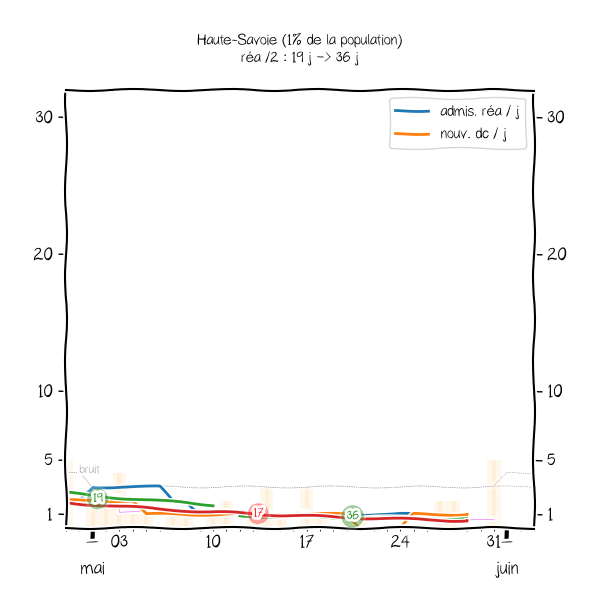 Haute-Savoie (1% de la population)
réa /2 : 19 j -> 36 j
admis. réa / j
nouv. dc / j
30
30
20
20
10
10
5
5
bruit
19
17
36
1
1
03
10
17
24
31
mai
juin